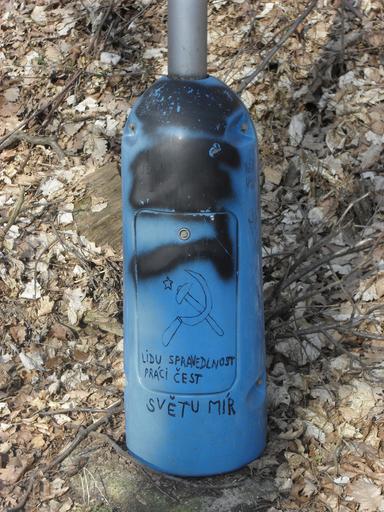 LIDU SPRAVEDLNOST
PRÁCI ČEST
SVĚTU MÍR